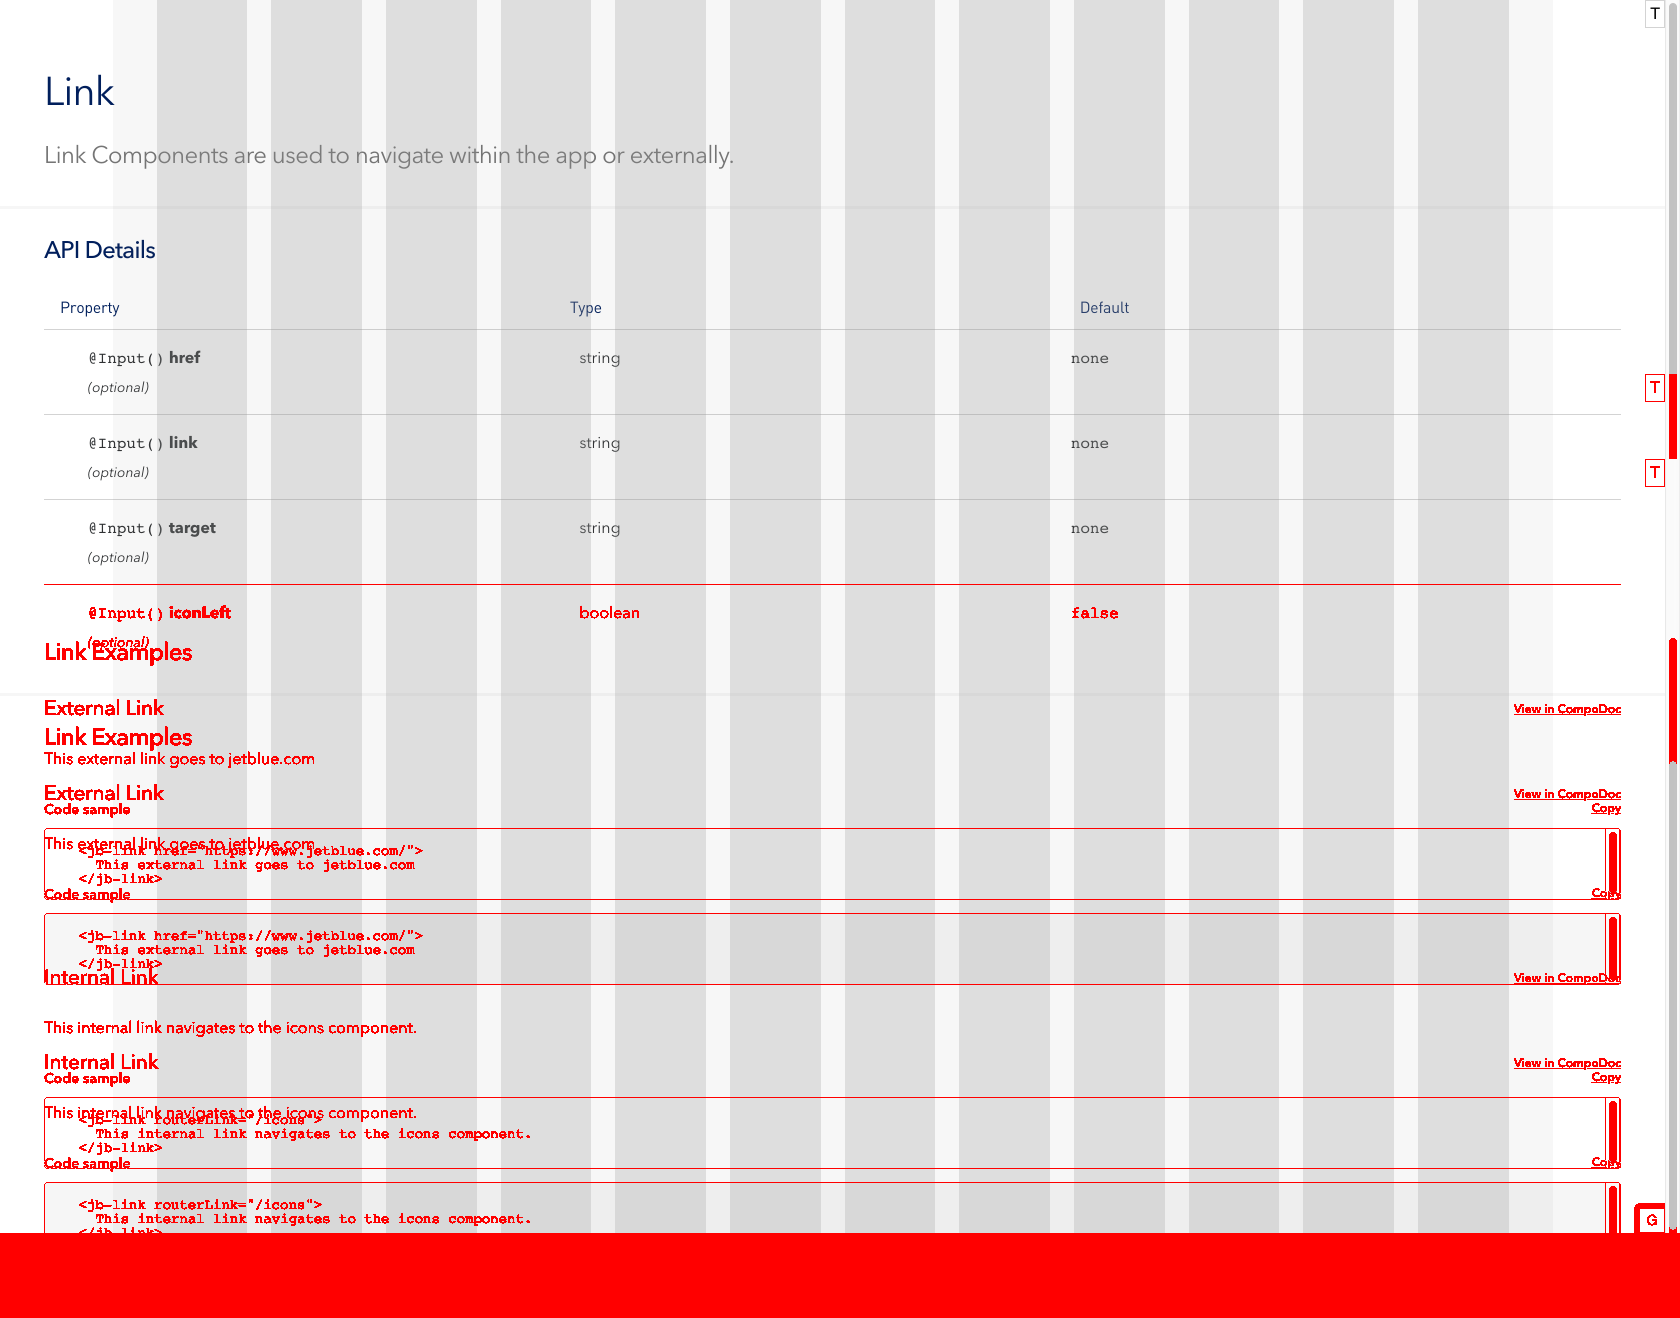 T
Link
Link Components are used to navigate within the app or externally.
API Details
Property Type Default
@Input() href string none
(optional)
T
@Input() link string none
(optional)
T
@Input() target string none
(optional)
@Input() iconLeft boolean false
(optional)
Link Examples
External Link View in CompoDoc
Link Examples
This external link goes to jetblue.com
External Link View in CompoDoc
Code sample Copy
This external link goes to jetblue.com
<jb-link href="https://www.jetblue.com/">
This external link goes to jetblue.com
</jb-link>
Code sample Copy
<jb-link href="https://www.jetblue.com/">
This external link goes to jetblue.com
</jb-link>
Internal Link View in CompoDoc
This internal link navigates to the icons component.
Internal Link View in CompoDoc
Code sample Copy
This internal link navigates to the icons component.
<jb-link routerLink="/icons">
This internal link navigates to the icons component.
</jb-link>
Code sample Copy
<jb-link routerLink="/icons">
This internal link navigates to the icons component.
</jb-link>
G